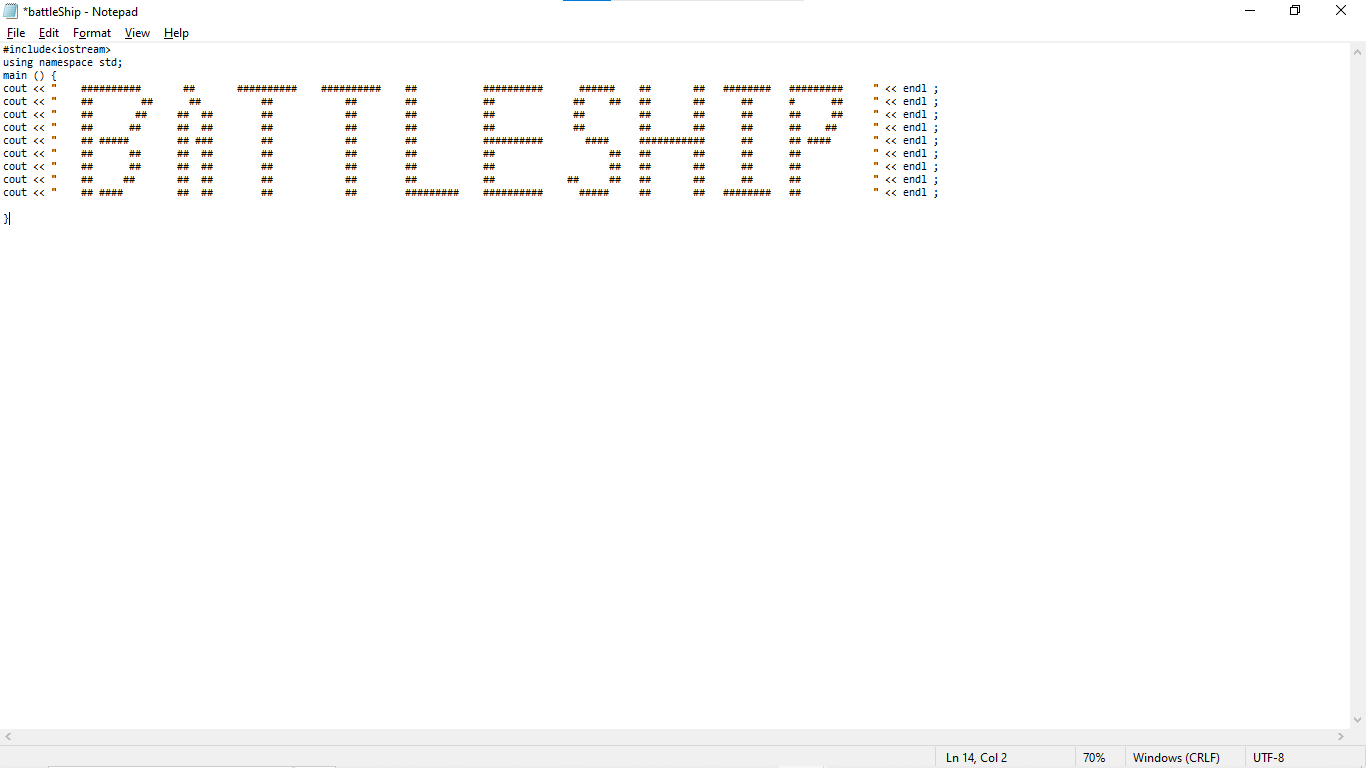 *battleShip - Notepad
File Edit Format View Help
#include<iostream>
using namespace std;
main () {
cout << "    ##########       ##       ##########    ##########    ##           ##########      ######    ##       ##   ########   #########     " << endl ;
cout << "    ##        ##      ##          ##            ##        ##           ##             ##    ##   ##       ##      ##      #      ##     " << endl ;
cout << "    ##       ##     ##  ##        ##            ##        ##           ##             ##         ##       ##      ##      ##     ##     " << endl ;
cout << "    ##      ##      ##  ##        ##            ##        ##           ##             ##         ##       ##      ##      ##    ##      " << endl ;
cout << "    ## #####        ## ###        ##            ##        ##           ##########       ####     ###########      ##      ## ####       " << endl ;
cout << "    ##      ##      ##  ##        ##            ##        ##           ##                   ##   ##       ##      ##      ##            " << endl ;
cout << "    ##      ##      ##  ##        ##            ##        ##           ##                   ##   ##       ##      ##      ##            " << endl ;
cout << "    ##     ##       ##  ##        ##            ##        ##           ##            ##     ##   ##       ##      ##      ##            " << endl ;
cout << "    ## ####         ##  ##        ##            ##        #########    ##########      #####     ##       ##   ########   ##            " << endl ;
}
Ln 14, Col 2 70% Windows (CRLF) UTF-8